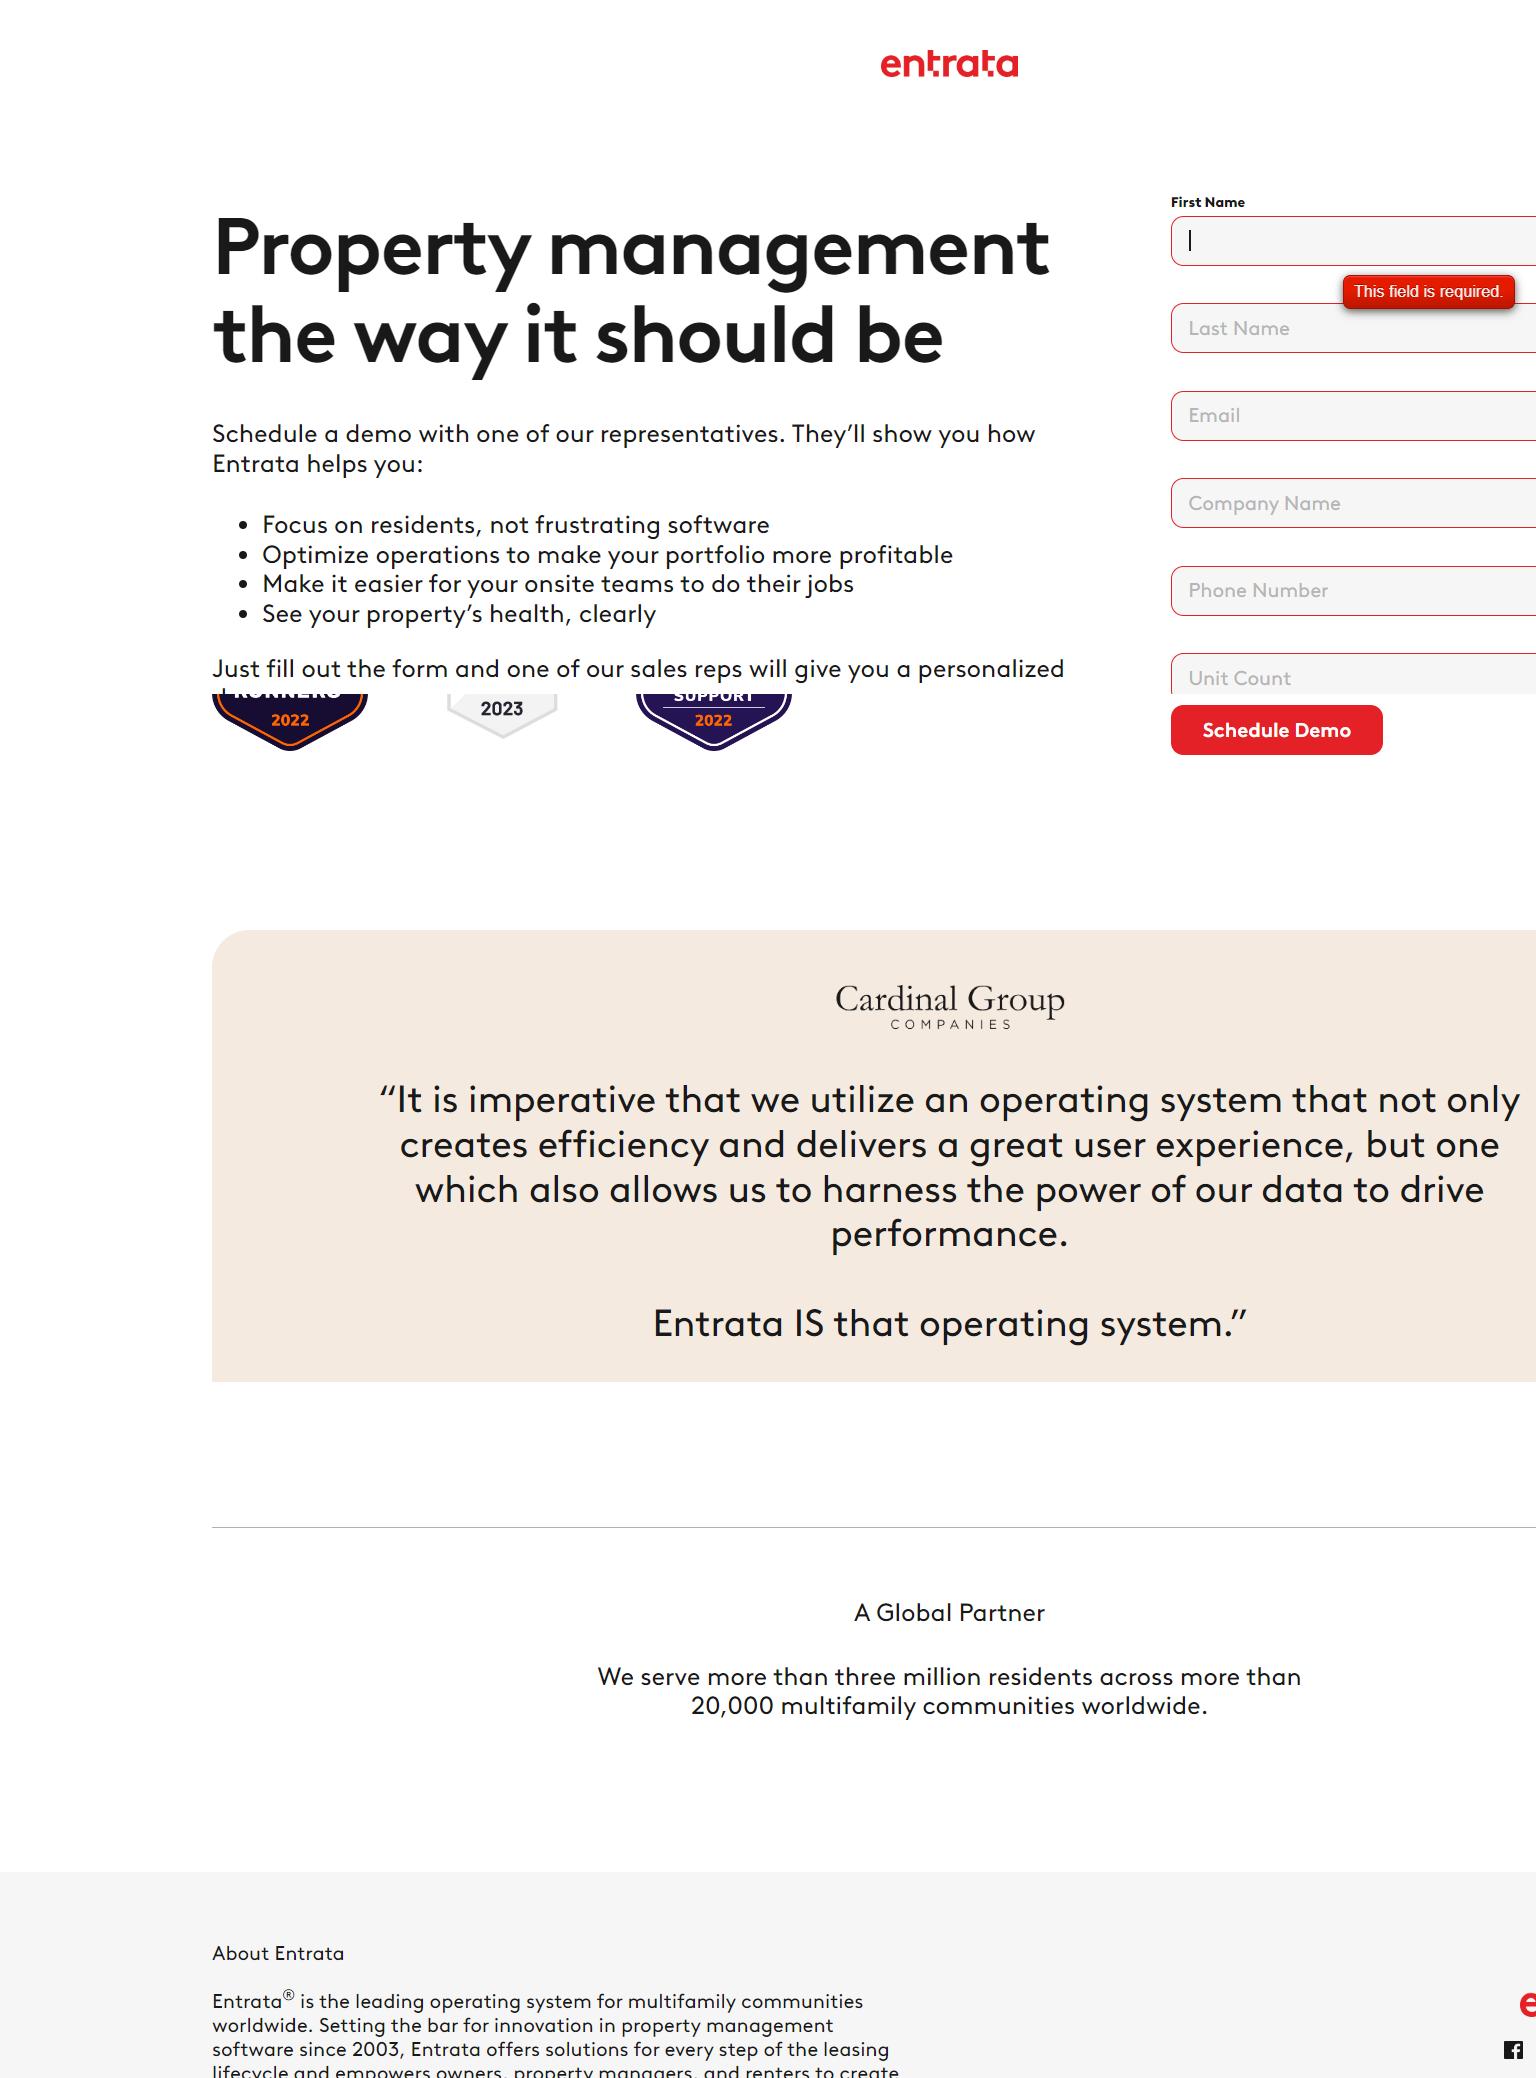 entrata
Property management
the way it should be
Schedule a demo with one of our representatives. They’ll show you how
Entrata helps you:
• Focus on residents, not frustrating software
• Optimize operations to make your portfolio more profitable
• Make it easier for your onsite teams to do their jobs
• See your property’s health, clearly
Just fill out the form and one of our sales reps will give you a personalized
RUNNERS
2022
2023
SUPPORT
2022
First Name
This field is required.
Last Name
Email
Company Name
Phone Number
Unit Count
Schedule Demo
Cardinal Group
COMPANIES
“It is imperative that we utilize an operating system that not only
creates efficiency and delivers a great user experience, but one
which also allows us to harness the power of our data to drive
performance.
Entrata IS that operating system.”
A Global Partner
We serve more than three million residents across more than
20,000 multifamily communities worldwide.
About Entrata
Entrata® is the leading operating system for multifamily communities
worldwide. Setting the bar for innovation in property management
software since 2003, Entrata offers solutions for every step of the leasing
lifecycle and empowers owners, property managers, and renters to create